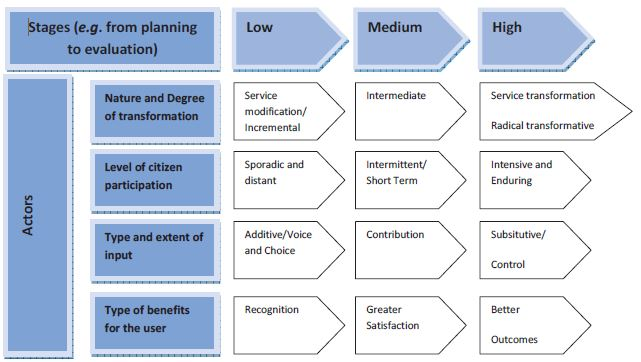 Stages (e.g. from planning
to evaluation)
Low
Medium
High
Actors
Nature and Degree
of transformation
Service
modification/
Incremental
Intermediate
Service transformation
Radical transformative
Level of citizen
participation
Sporadic and
distant
Intermittent/
Short Term
Intensive and
Enduring
Type and extent of
input
Additive/Voice
and Choice
Contribution
Subsitutive/
Control
Type of benefits
for the user
Recognition
Greater
Satisfaction
Better
Outcomes